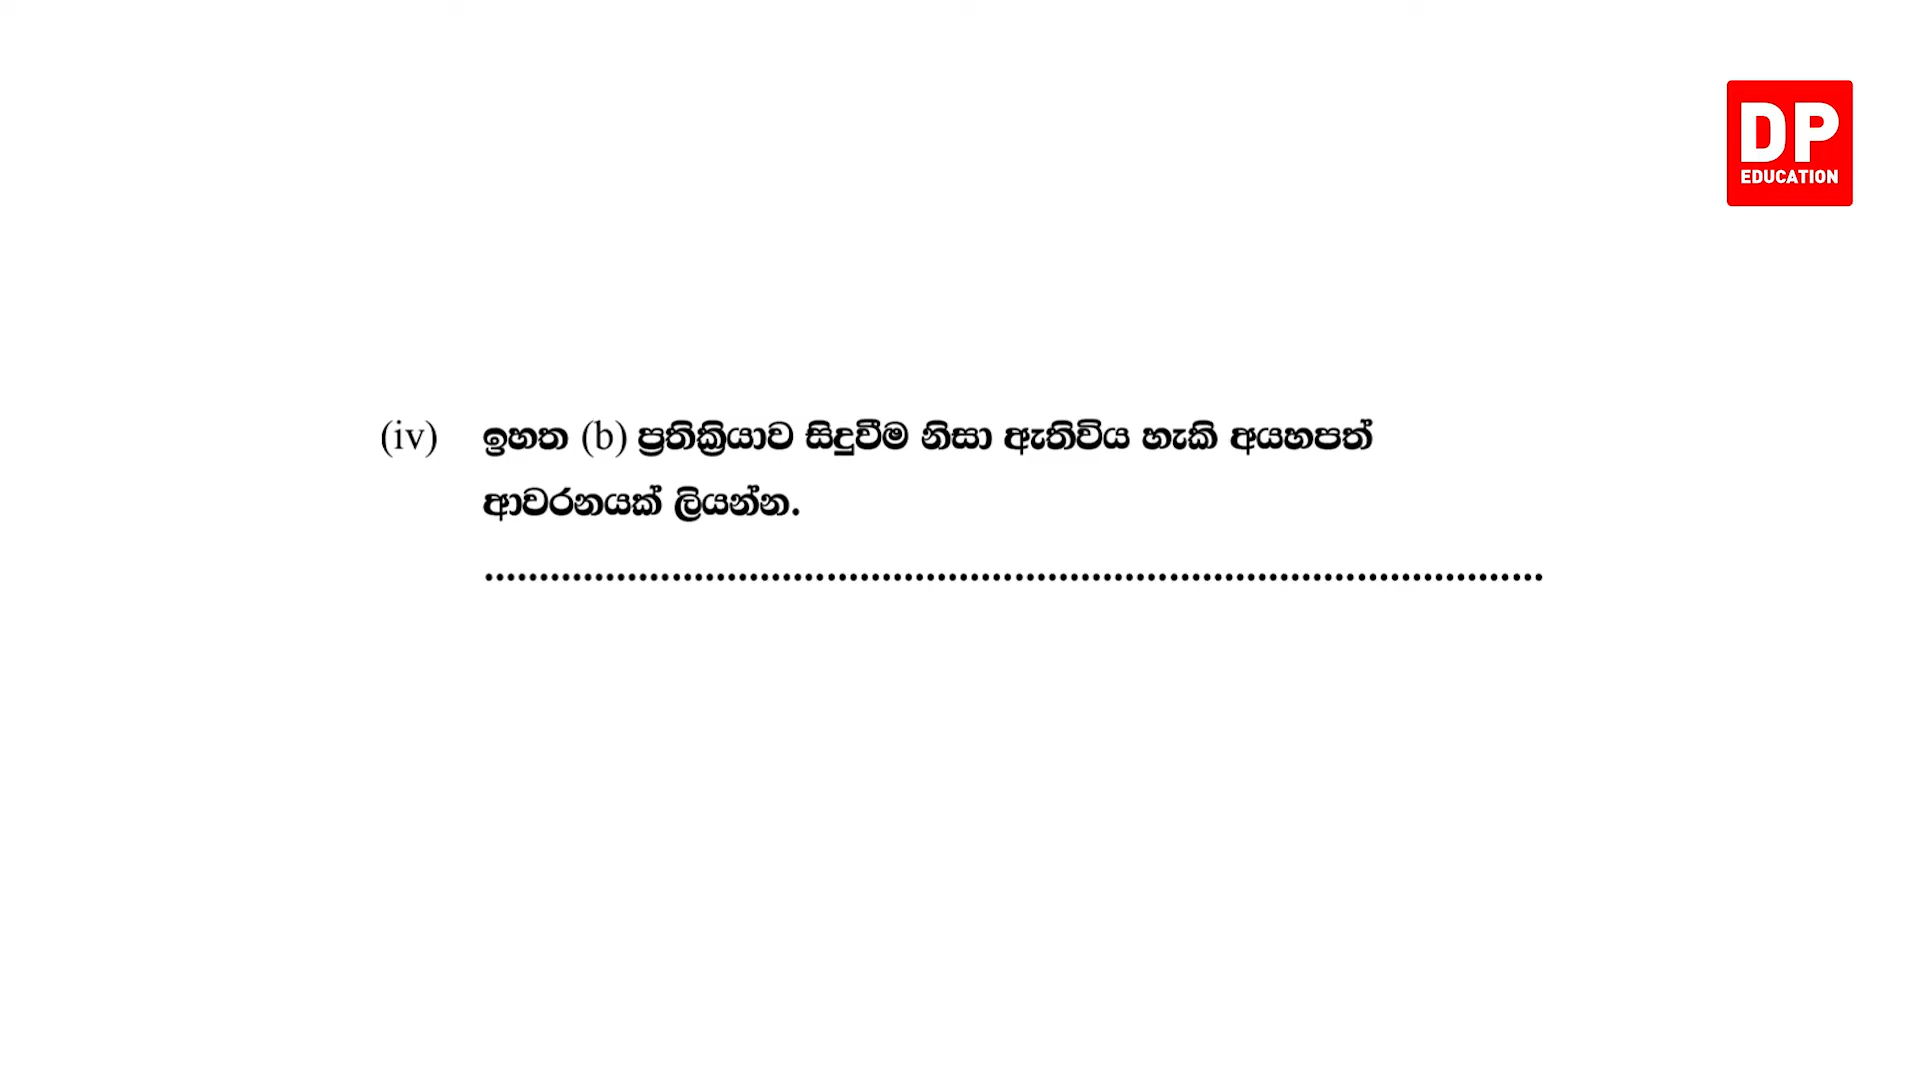 DP
EDUCATION
(iv) ඉහත (b) ප්‍රතික්‍රියාව සිදුවීම නිසා ඇතිවිය හැකි අයහපත්
ආවරනයක් ලියන්න.
................................................................................................